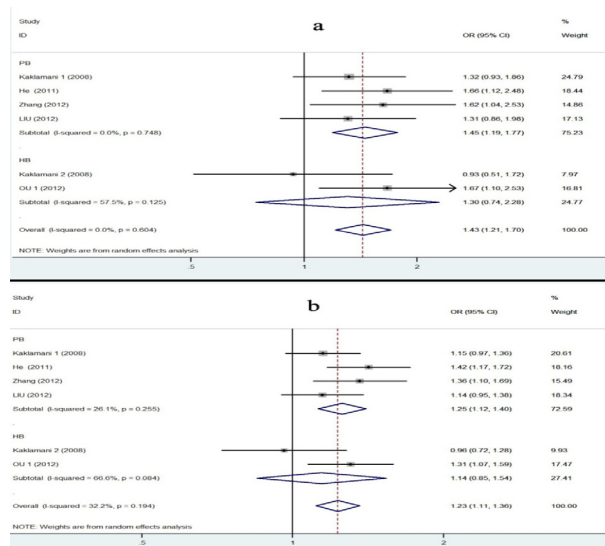 Study %
a
ID OR (95% CI) Weight
PB
Kaklamani 1 (2008) 1.32 (0.93, 1.86) 24.79
He (2011) 1.66 (1.12, 2.48) 18.44
Zhang (2012) 1.62 (1.04, 2.53) 14.86
LIU (2012) 1.31 (0.86, 1.98) 17.13
Subtotal (I-squared = 0.0%, p = 0.748) 1.45 (1.19, 1.77) 75.23
.
HB
Kaklamani 2 (2008) 0.93 (0.51, 1.72) 7.97
OU 1 (2012) 1.67 (1.10, 2.53) 16.81
Subtotal (I-squared = 57.5%, p = 0.125) 1.30 (0.74, 2.28) 24.77
.
Overall (I-squared = 0.0%, p = 0.604) 1.43 (1.21, 1.70) 100.00
NOTE: Weights are from random effects analysis
.5 1 2
Study b %
ID OR (95% CI) Weight
PB
Kaklamani 1 (2008) 1.15 (0.97, 1.36) 20.61
He (2011) 1.42 (1.17, 1.72) 18.16
Zhang (2012) 1.36 (1.10, 1.69) 15.49
LIU (2012) 1.14 (0.95, 1.38) 18.34
Subtotal (I-squared = 26.1%, p = 0.255) 1.25 (1.12, 1.40) 72.59
.
HB
Kaklamani 2 (2008) 0.96 (0.72, 1.28) 9.93
OU 1 (2012) 1.31 (1.07, 1.59) 17.47
Subtotal (I-squared = 66.6%, p = 0.084) 1.14 (0.85, 1.54) 27.41
.
Overall (I-squared = 32.2%, p = 0.194) 1.23 (1.11, 1.36) 100.00
NOTE: Weights are from random effects analysis
.5 1 2